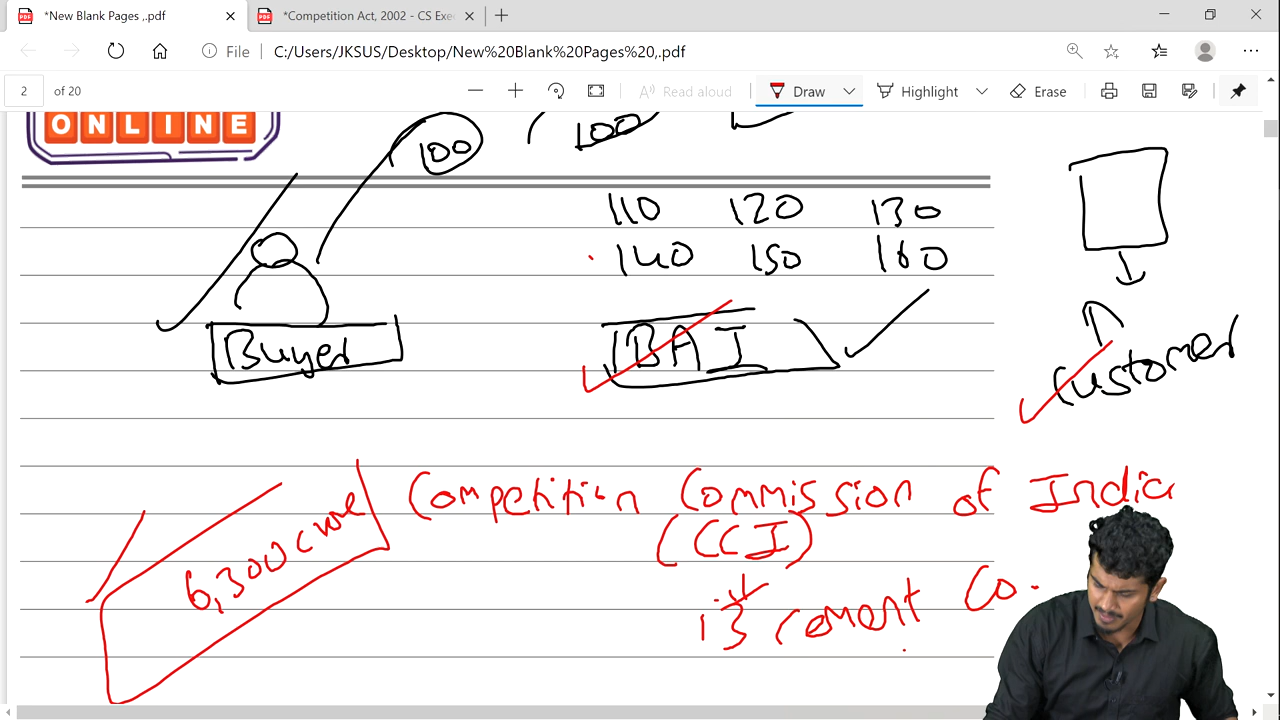 *New Blank Pages ,.pdf
*Competition Act, 2002 - CS Exec
File
C:/Users/JKSUS/Desktop/New%20Blank%20Pages%20,.pdf
2 of 20
Read aloud
Draw
Highlight
Erase
ONLINE
100
100
110 120 130
140 150 160
Buyer
BAI
Customer
Competition Commission of India
(CCI)
6,300 crore
13 cement Co.